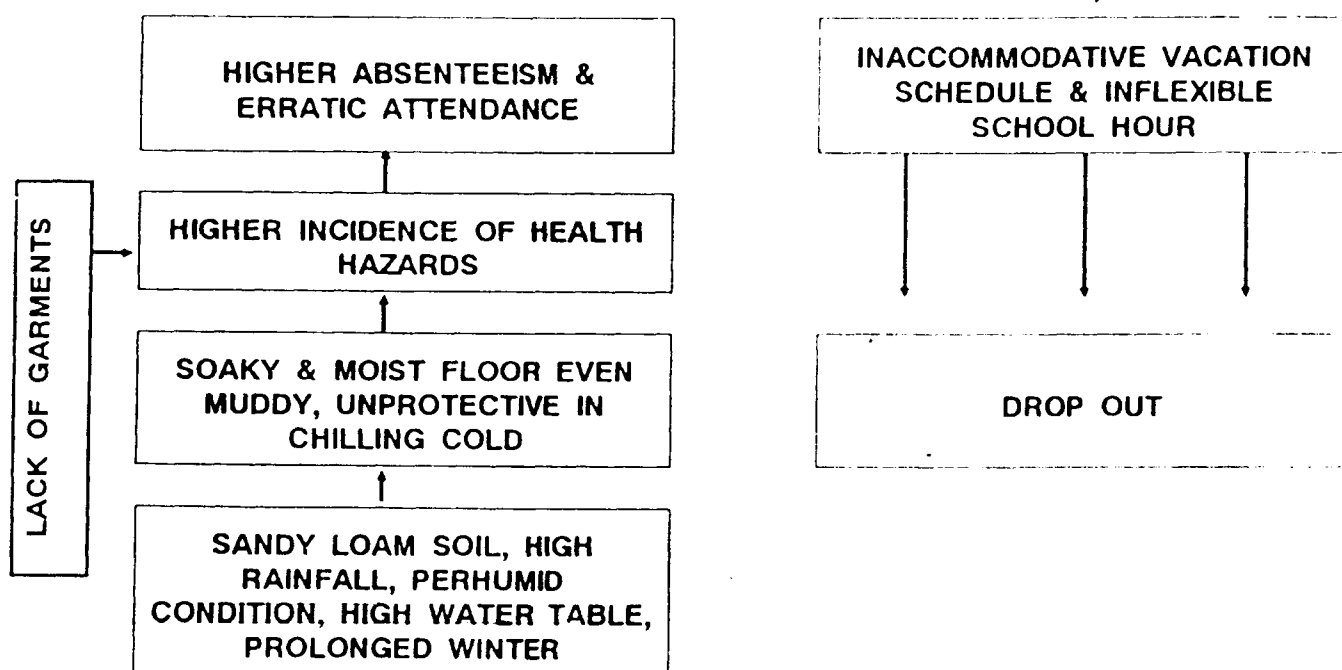 HIGHER ABSENTEEISM &
ERRATIC ATTENDANCE
INACCOMMODATIVE VACATION
SCHEDULE & INFLEXIBLE
SCHOOL HOUR
LACK OF GARMENTS
HIGHER INCIDENCE OF HEALTH
HAZARDS
SOAKY & MOIST FLOOR EVEN
MUDDY, UNPROTECTIVE IN
CHILLING COLD
DROP OUT
SANDY LOAM SOIL, HIGH
RAINFALL, PERHUMID
CONDITION, HIGH WATER TABLE,
PROLONGED WINTER